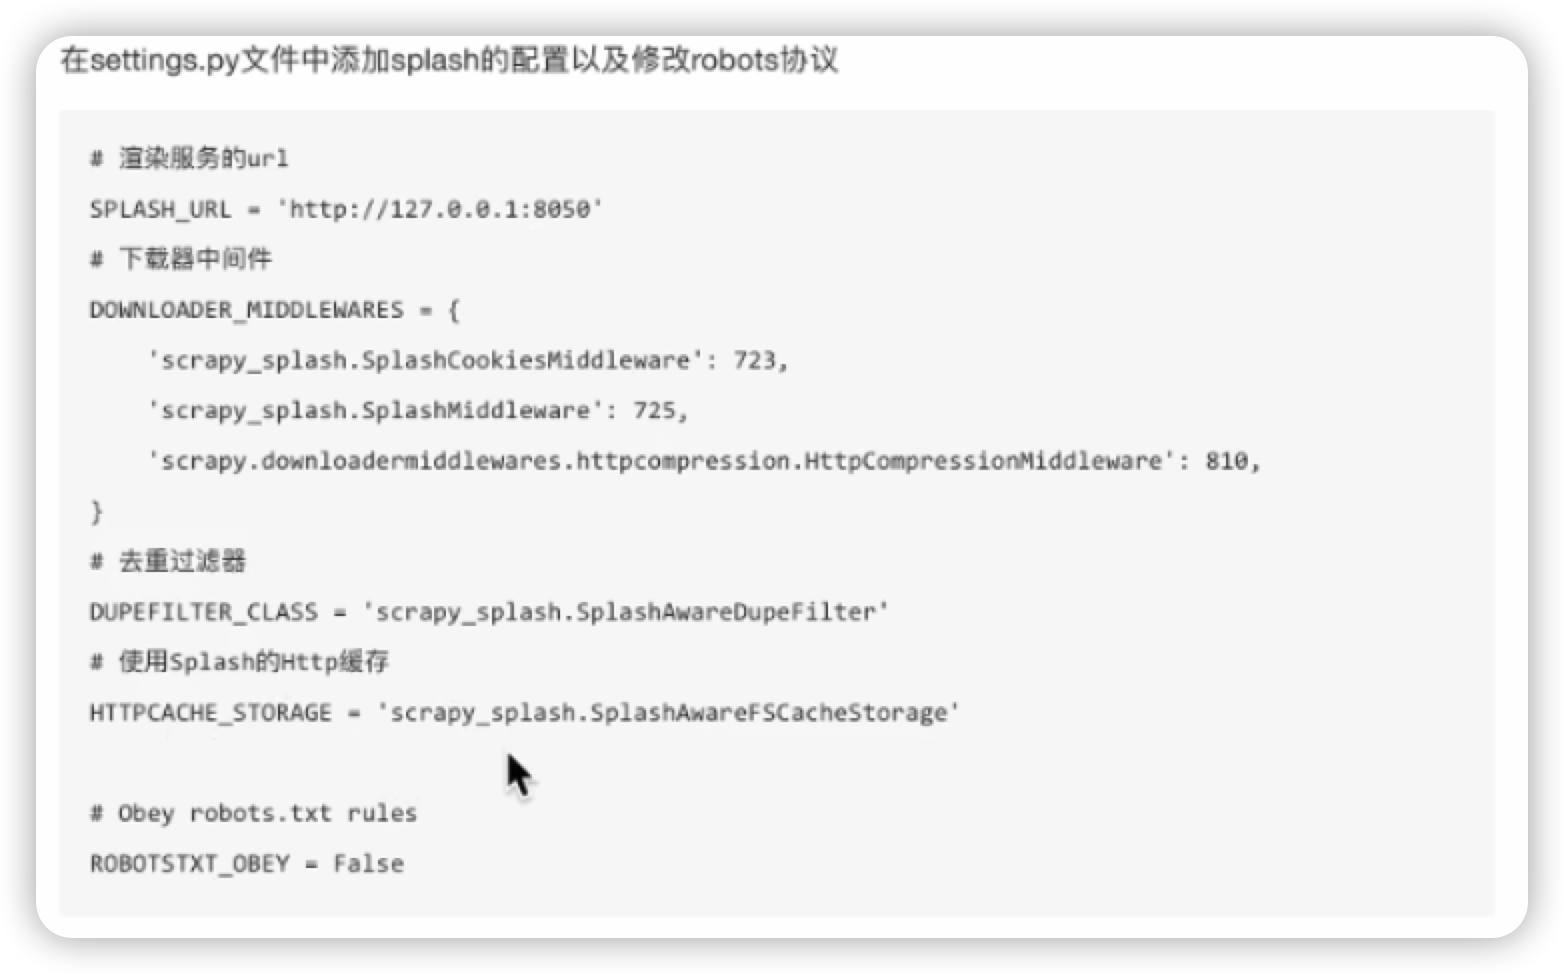 在settings.py文件中添加splash的配置以及修改robots协议
# 渲染服务的url
SPLASH_URL = 'http://127.0.0.1:8050'
# 下载器中间件
DOWNLOADER_MIDDLEWARES = {
    'scrapy_splash.SplashCookiesMiddleware': 723,
    'scrapy_splash.SplashMiddleware': 725,
    'scrapy.downloadermiddlewares.httpcompression.HttpCompressionMiddleware': 810,
}
# 去重过滤器
DUPEFILTER_CLASS = 'scrapy_splash.SplashAwareDupeFilter'
# 使用Splash的Http缓存
HTTPCACHE_STORAGE = 'scrapy_splash.SplashAwareFSCacheStorage'
# Obey robots.txt rules
ROBOTSTXT_OBEY = False